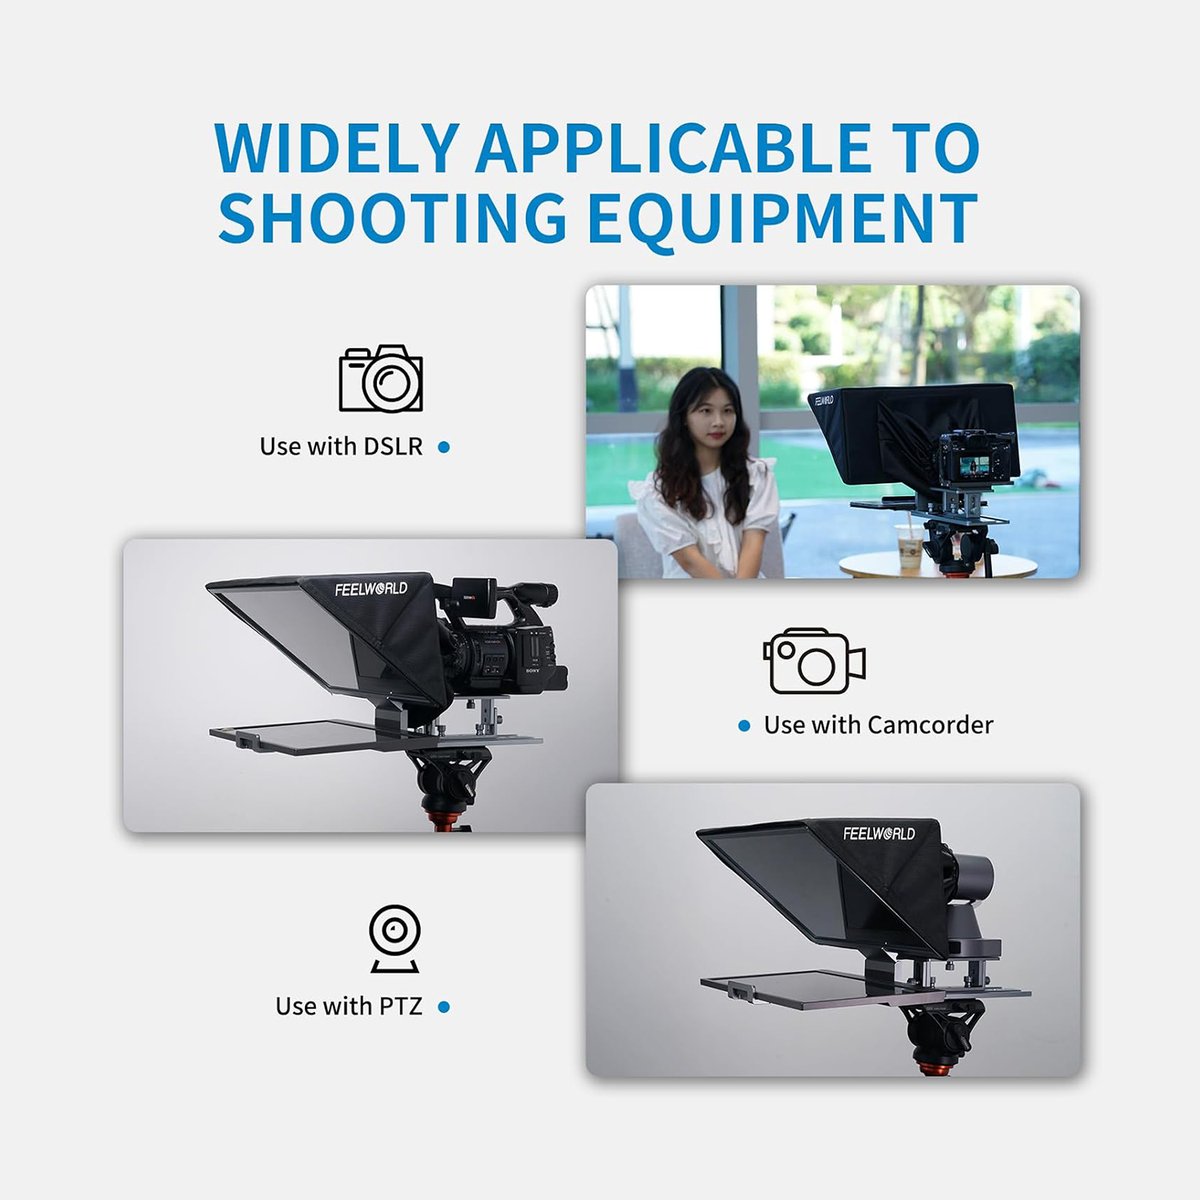 WIDELY APPLICABLE TO
SHOOTING EQUIPMENT
Use with DSLR
FEELWORLD
FEELWORLD
SONY
Use with Camcorder
FEELWORLD
Use with PTZ